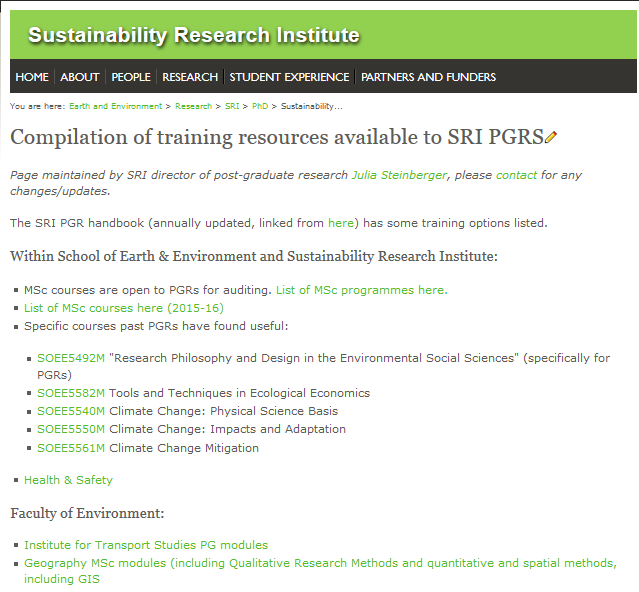 Sustainability Research Institute
HOME ABOUT PEOPLE RESEARCH STUDENT EXPERIENCE PARTNERS AND FUNDERS
You are here: Earth and Environment > Research > SRI > PhD > Sustainability...
Compilation of training resources available to SRI PGRS
Page maintained by SRI director of post-graduate research Julia Steinberger, please contact for any
changes/updates.
The SRI PGR handbook (annually updated, linked from here) has some training options listed.
Within School of Earth & Environment and Sustainability Research Institute:
MSc courses are open to PGRs for auditing. List of MSc programmes here.
List of MSc courses here (2015-16)
Specific courses past PGRs have found useful:
SOEE5492M "Research Philosophy and Design in the Environmental Social Sciences" (specifically for
PGRs)
SOEE5582M Tools and Techniques in Ecological Economics
SOEE5540M Climate Change: Physical Science Basis
SOEE5550M Climate Change: Impacts and Adaptation
SOEE5561M Climate Change Mitigation
Health & Safety
Faculty of Environment:
Institute for Transport Studies PG modules
Geography MSc modules (including Qualitative Research Methods and quantitative and spatial methods,
including GIS